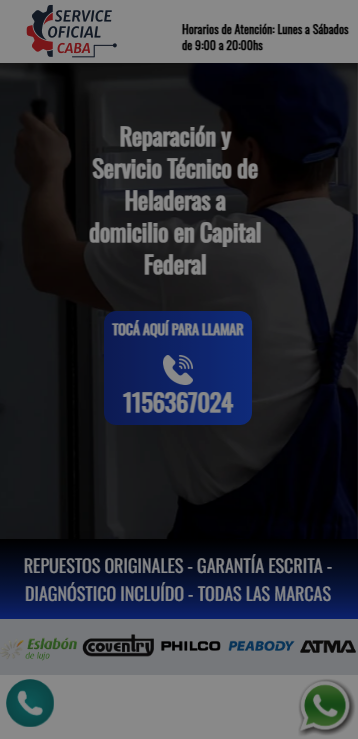 SERVICE
OFICIAL
CABA
Horarios de Atención: Lunes a Sábados
de 9:00 a 20:00hs
Reparación y
Servicio Técnico de
Heladeras a
domicilio en Capital
Federal
TOCÁ AQUÍ PARA LLAMAR
1156367024
REPUESTOS ORIGINALES - GARANTÍA ESCRITA -
DIAGNÓSTICO INCLUÍDO - TODAS LAS MARCAS
Eslabón
de lujo
coventry
PHILCO
PEABODY
ATMA